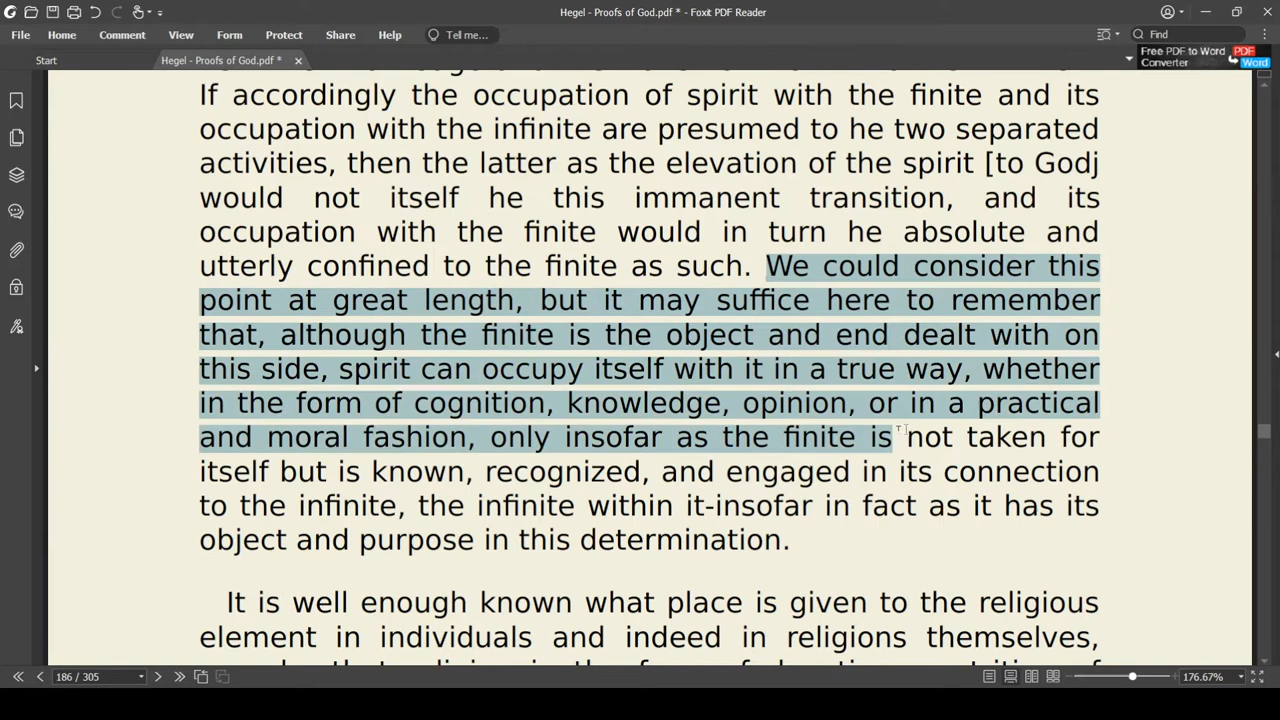 Hegel - Proofs of God.pdf * - Foxit PDF Reader
File Home Comment View Form Protect Share Help Tell me... Find
Start
Hegel - Proofs of God.pdf *
Free PDF to Word Converter
PDF
Word
If accordingly the occupation of spirit with the finite and its
occupation with the infinite are presumed to he two separated
activities, then the latter as the elevation of the spirit [to Godj
would not itself he this immanent transition, and its
occupation with the finite would in turn he absolute and
utterly confined to the finite as such. We could consider this
point at great length, but it may suffice here to remember
that, although the finite is the object and end dealt with on
this side, spirit can occupy itself with it in a true way, whether
in the form of cognition, knowledge, opinion, or in a practical
and moral fashion, only insofar as the finite is not taken for
itself but is known, recognized, and engaged in its connection
to the infinite, the infinite within it-insofar in fact as it has its
object and purpose in this determination.
It is well enough known what place is given to the religious
element in individuals and indeed in religions themselves,
186 / 305
176.67%